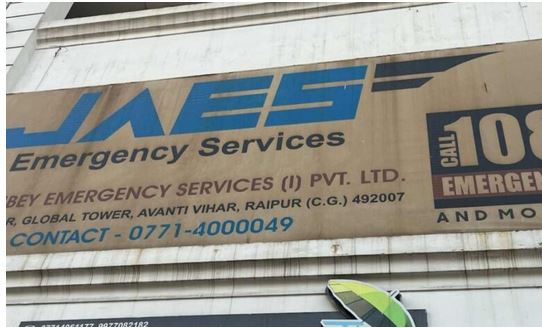 JAES
Emergency Services
BEY EMERGENCY SERVICES (I) PVT. LTD.
R, GLOBAL TOWER, AVANTI VIHAR, RAIPUR (C.G.) 492007
CONTACT - 0771-4000049
CALL 108
EMERGEN
AND MO
9977082182